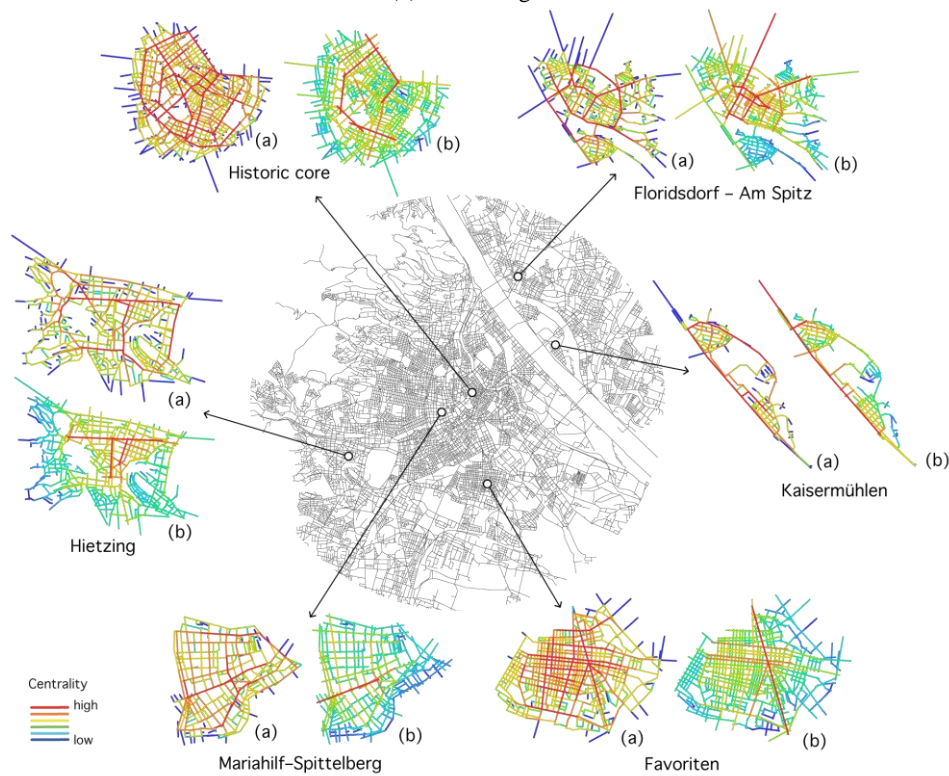 (a)
(b)
Historic core
(a)
(b)
Floridsdorf – Am Spitz
(a)
(b)
Hietzing
(a)
(b)
Kaisermühlen
Centrality
high
low
(a)
(b)
Mariahilf–Spittelberg
(a)
(b)
Favoriten